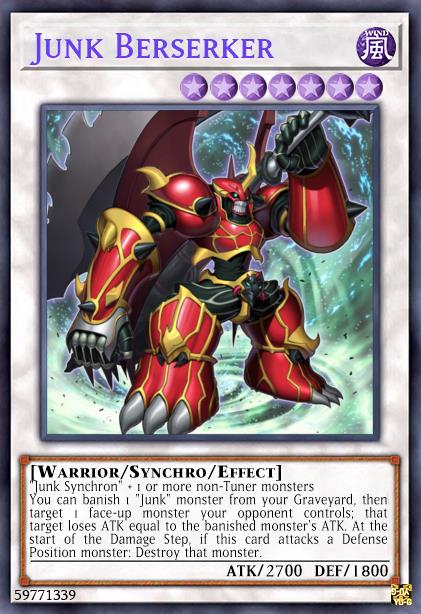 JUNK BERSERKER
WIND
風
[WARRIOR/SYNCHRO/EFFECT]
"Junk Synchron" + 1 or more non-Tuner monsters
You can banish 1 "Junk" monster from your Graveyard, then
target 1 face-up monster your opponent controls; that
target loses ATK equal to the banished monster's ATK. At the
start of the Damage Step, if this card attacks a Defense
Position monster: Destroy that monster.
ATK/2700 DEF/1800
59771339